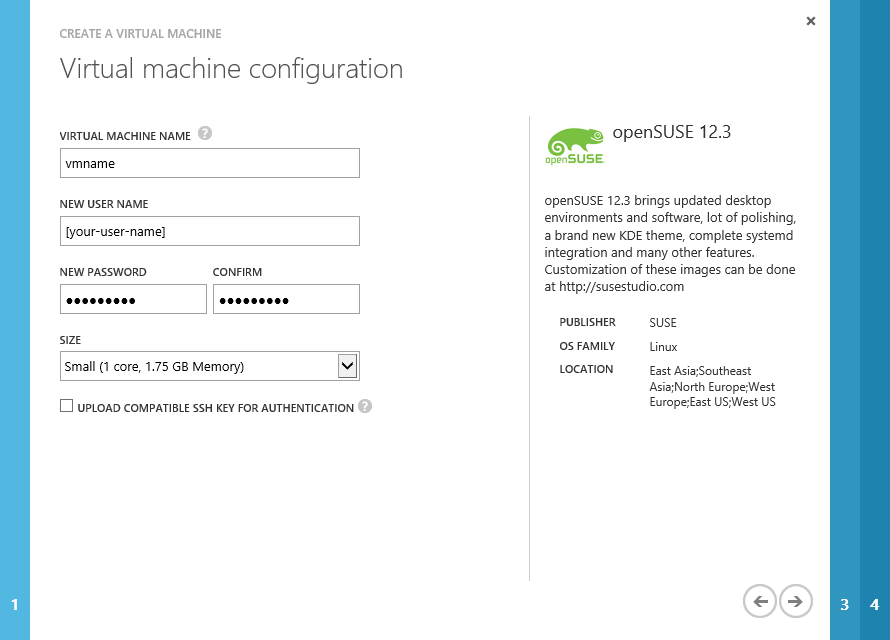 ×
CREATE A VIRTUAL MACHINE
Virtual machine configuration
VIRTUAL MACHINE NAME ?
vmname
NEW USER NAME
[your-user-name]
NEW PASSWORD CONFIRM
●●●●●●●●● ●●●●●●●●●
SIZE
Small (1 core, 1.75 GB Memory)
UPLOAD COMPATIBLE SSH KEY FOR AUTHENTICATION ?
openSUSE
openSUSE 12.3
openSUSE 12.3 brings updated desktop
environments and software, lot of polishing,
a brand new KDE theme, complete systemd
integration and many other features.
Customization of these images can be done
at http://susestudio.com
PUBLISHER SUSE
OS FAMILY Linux
LOCATION East Asia;Southeast
Asia;North Europe;West
Europe;East US;West US
1
3
4